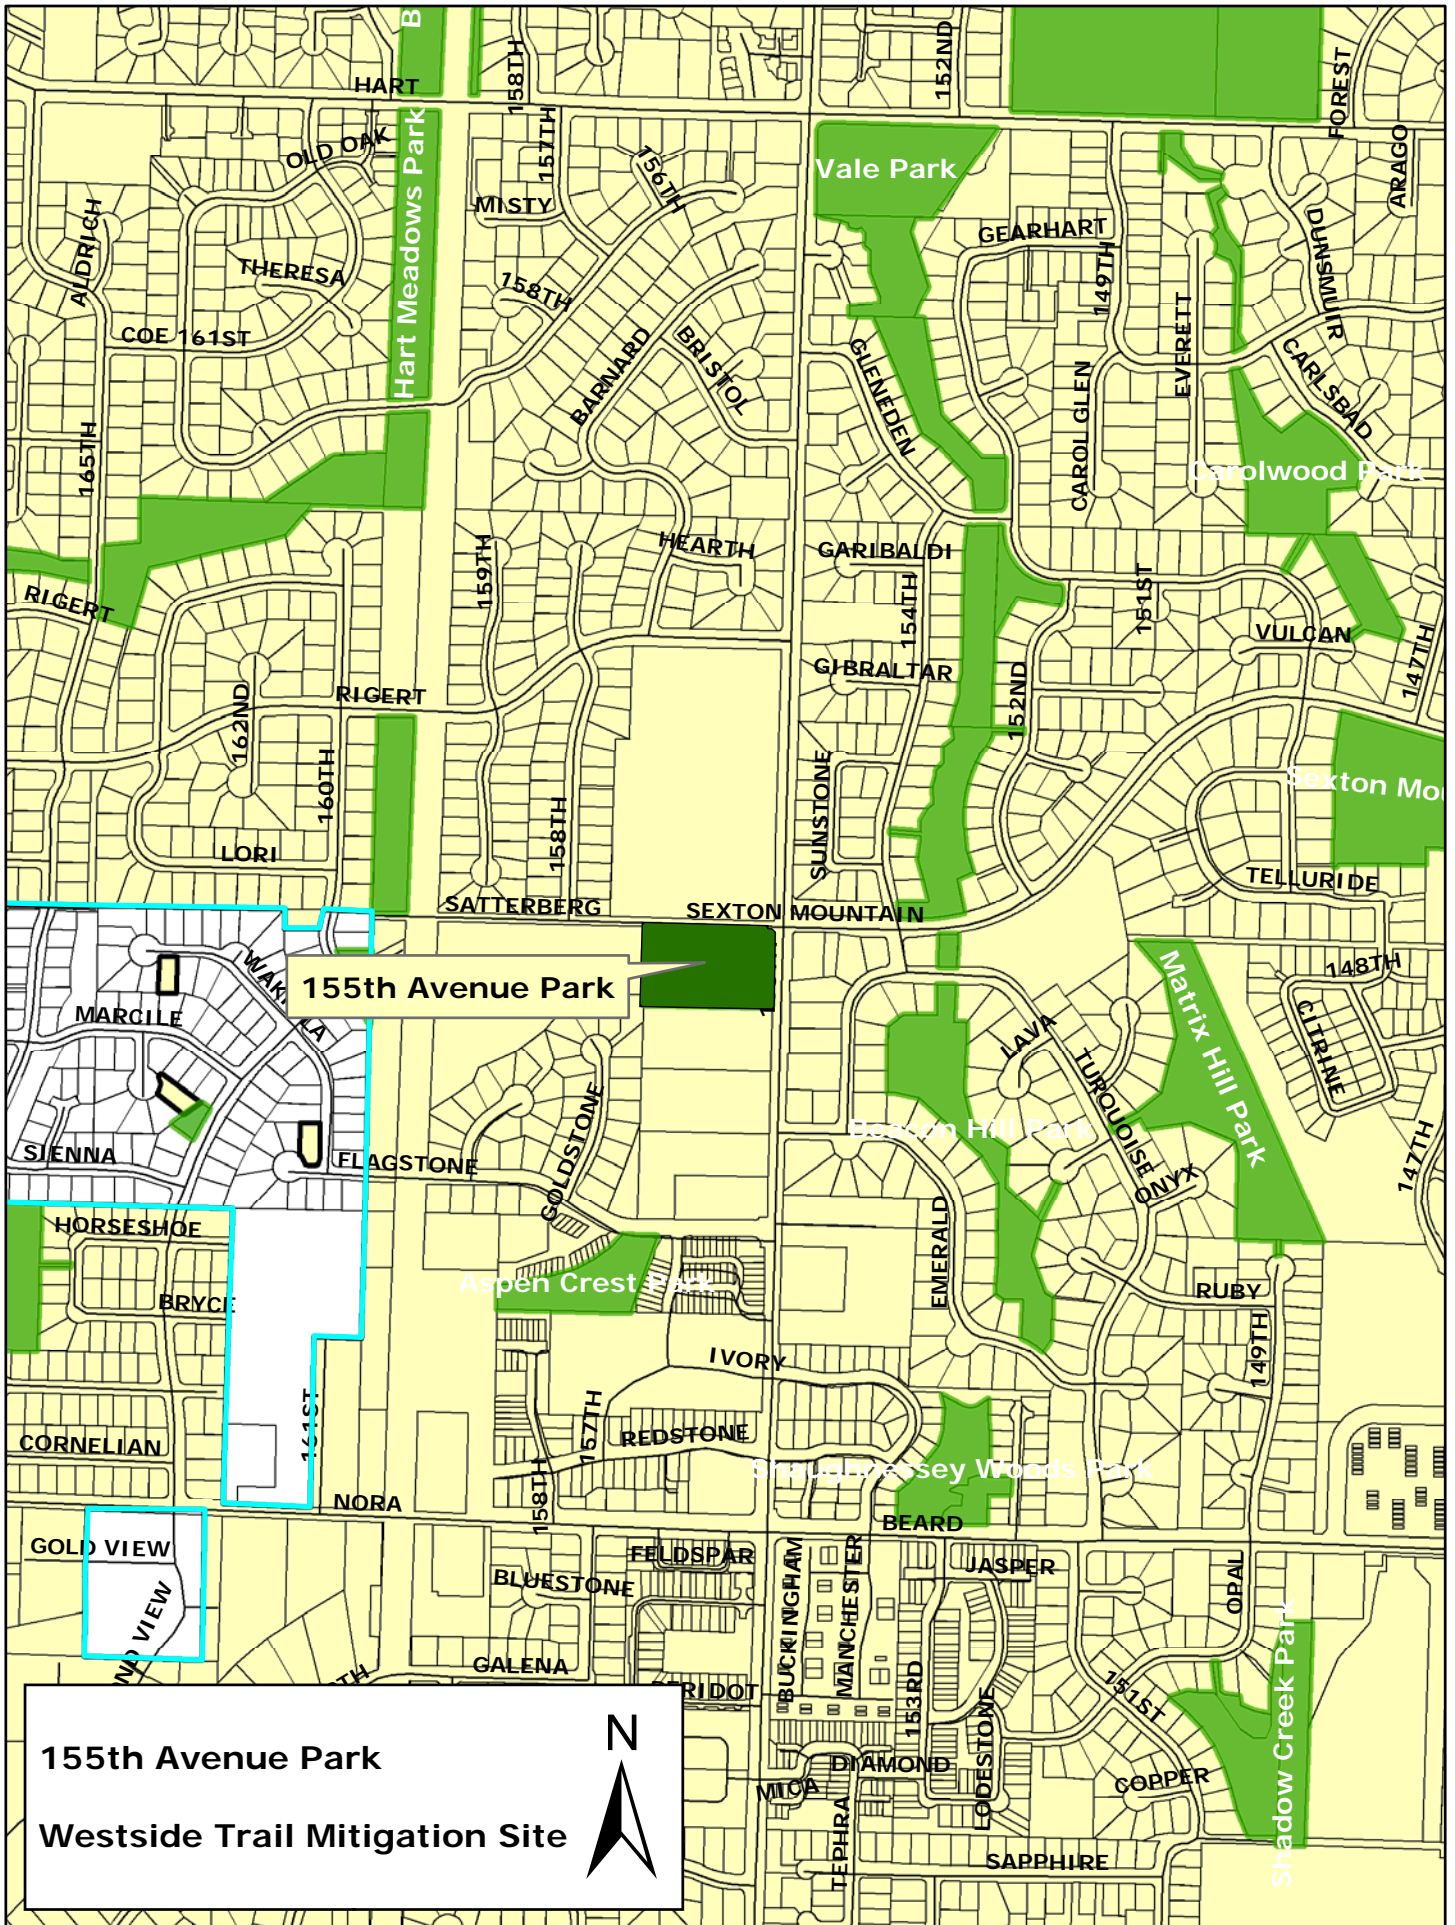 B
158TH
152ND
FOREST
HART
OLD OAK
157TH
156TH
Vale Park
ARAGO
Hart Meadows Park
MISTY
ALDRICH
THERESA
158TH
GEARHART
149TH
DUNSMUIR
COE 161ST
BARNARD
BRISTOL
GLENEDEN
CAROL GLEN
EVERETT
CARLSBAD
165TH
Carolwood Park
HEARTH
159TH
GARIBALDI
154TH
151ST
RIGERT
VULCAN
147TH
GIBRALTAR
152ND
RIGERT
162ND
160TH
SUNSTONE
Sexton Mou
158TH
LORI
TELLURIDE
SATTERBERG
SEXTON MOUNTAIN
155th Avenue Park
MARCILE
Matrix Hill Park
148TH
CITRINE
LAVA
TURQUOISE
GOLDSTONE
Beacon Hill Park
147TH
SIENNA
FLAGSTONE
ONYX
HORSESHOE
EMERALD
Aspen Crest Park
RUBY
BRYCE
149TH
IVORY
161ST
157TH
REDSTONE
CORNELIAN
Shaughnessey Woods Park
158TH
NORA
BEARD
GOLD VIEW
FELDSPAR
JASPER
BLUESTONE
BUCKINGHAM
MANCHESTER
OPAL
ND VIEW
GALENA
TH
RIDOT
153RD
LODESTONE
151ST
Shadow Creek Park
DIAMOND
MICA
COPPER
TEPHRA
SAPPHIRE
N
155th Avenue Park
Westside Trail Mitigation Site